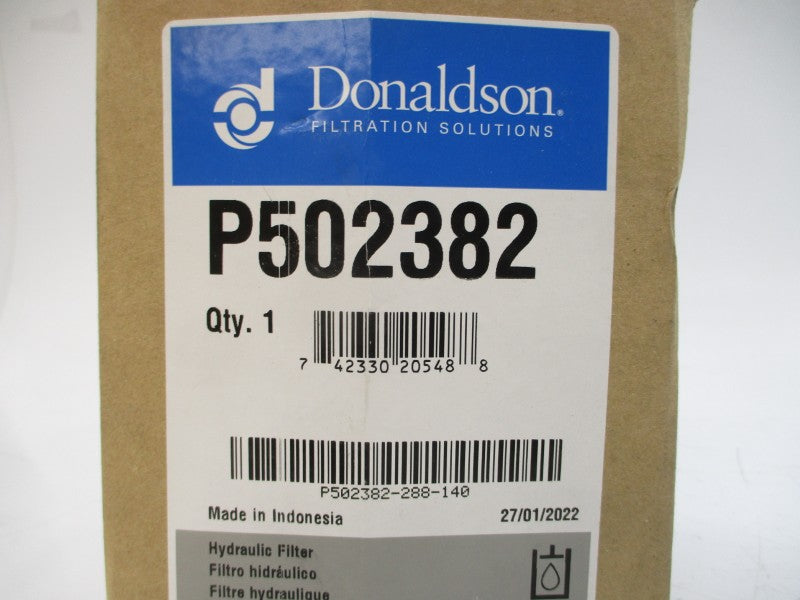 Donaldson®
FILTRATION SOLUTIONS
P502382
Qty. 1
7 42330 20548 8
P502382-288-140
Made in Indonesia 27/01/2022
Hydraulic Filter
Filtro hidráulico
Filtre hydraulique